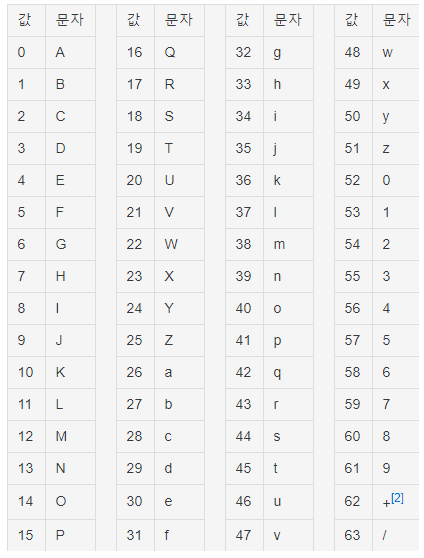 값 문자 값 문자 값 문자 값 문자
0 A 16 Q 32 g 48 w
1 B 17 R 33 h 49 x
2 C 18 S 34 i 50 y
3 D 19 T 35 j 51 z
4 E 20 U 36 k 52 0
5 F 21 V 37 l 53 1
6 G 22 W 38 m 54 2
7 H 23 X 39 n 55 3
8 I 24 Y 40 o 56 4
9 J 25 Z 41 p 57 5
10 K 26 a 42 q 58 6
11 L 27 b 43 r 59 7
12 M 28 c 44 s 60 8
13 N 29 d 45 t 61 9
14 O 30 e 46 u 62 +[2]
15 P 31 f 47 v 63 /